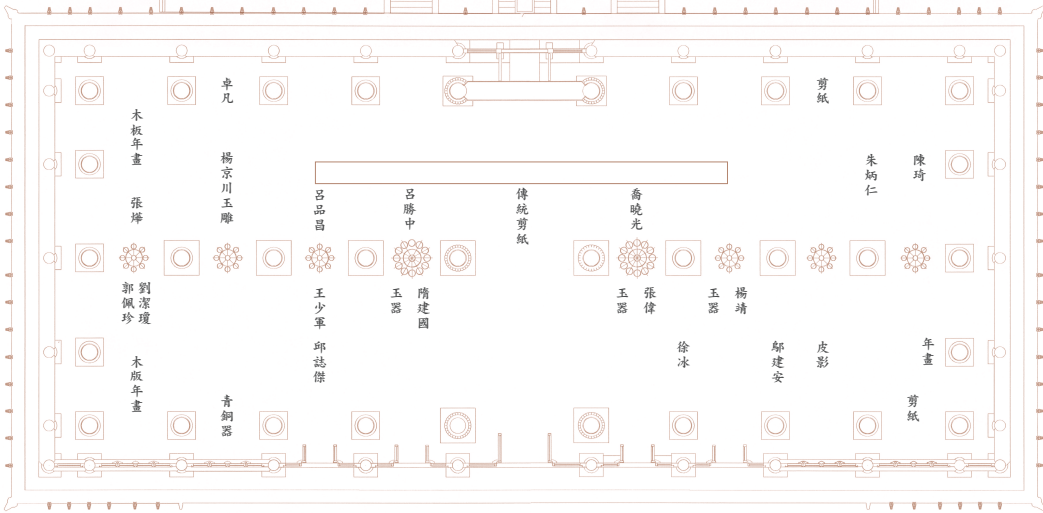 卓凡
剪紙
木板年畫
楊京川玉雕
朱炳仁
陳琦
張燁
呂品昌
呂勝中
傳統剪紙
喬曉光
劉潔瓊
郭佩珍
王少軍
隋建國
玉器
張偉
玉器
楊靖
玉器
邱誌傑
徐冰
鄔建安
皮影
年畫
木版年畫
青銅器
剪紙